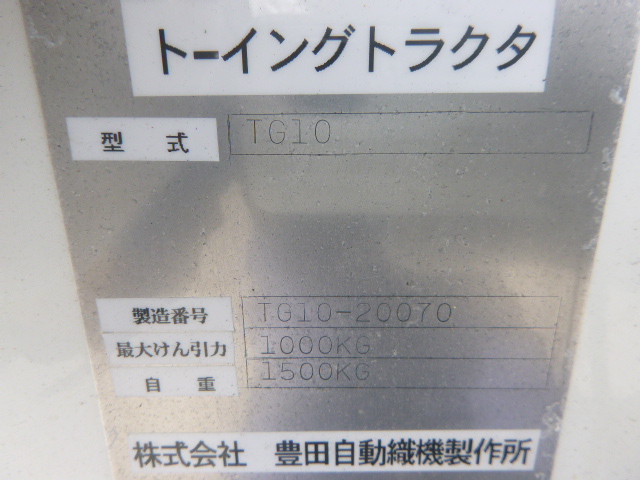 トーイングトラクタ
型式 TG10
製造番号 TG10-20070
最大けん引力 1000KG
自重 1500KG
株式会社 豊田自動織機製作所